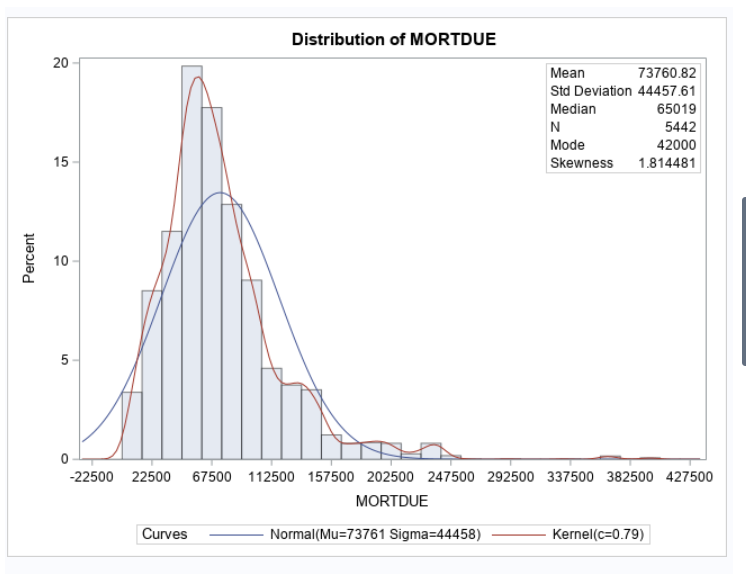 Distribution of MORTDUE
Mean 73760.82
Std Deviation 44457.61
Median 65019
N 5442
Mode 42000
Skewness 1.814481
20
15
10
5
0
Percent
-22500 22500 67500 112500 157500 202500 247500 292500 337500 382500 427500
MORTDUE
Curves Normal(Mu=73761 Sigma=44458) Kernel(c=0.79)